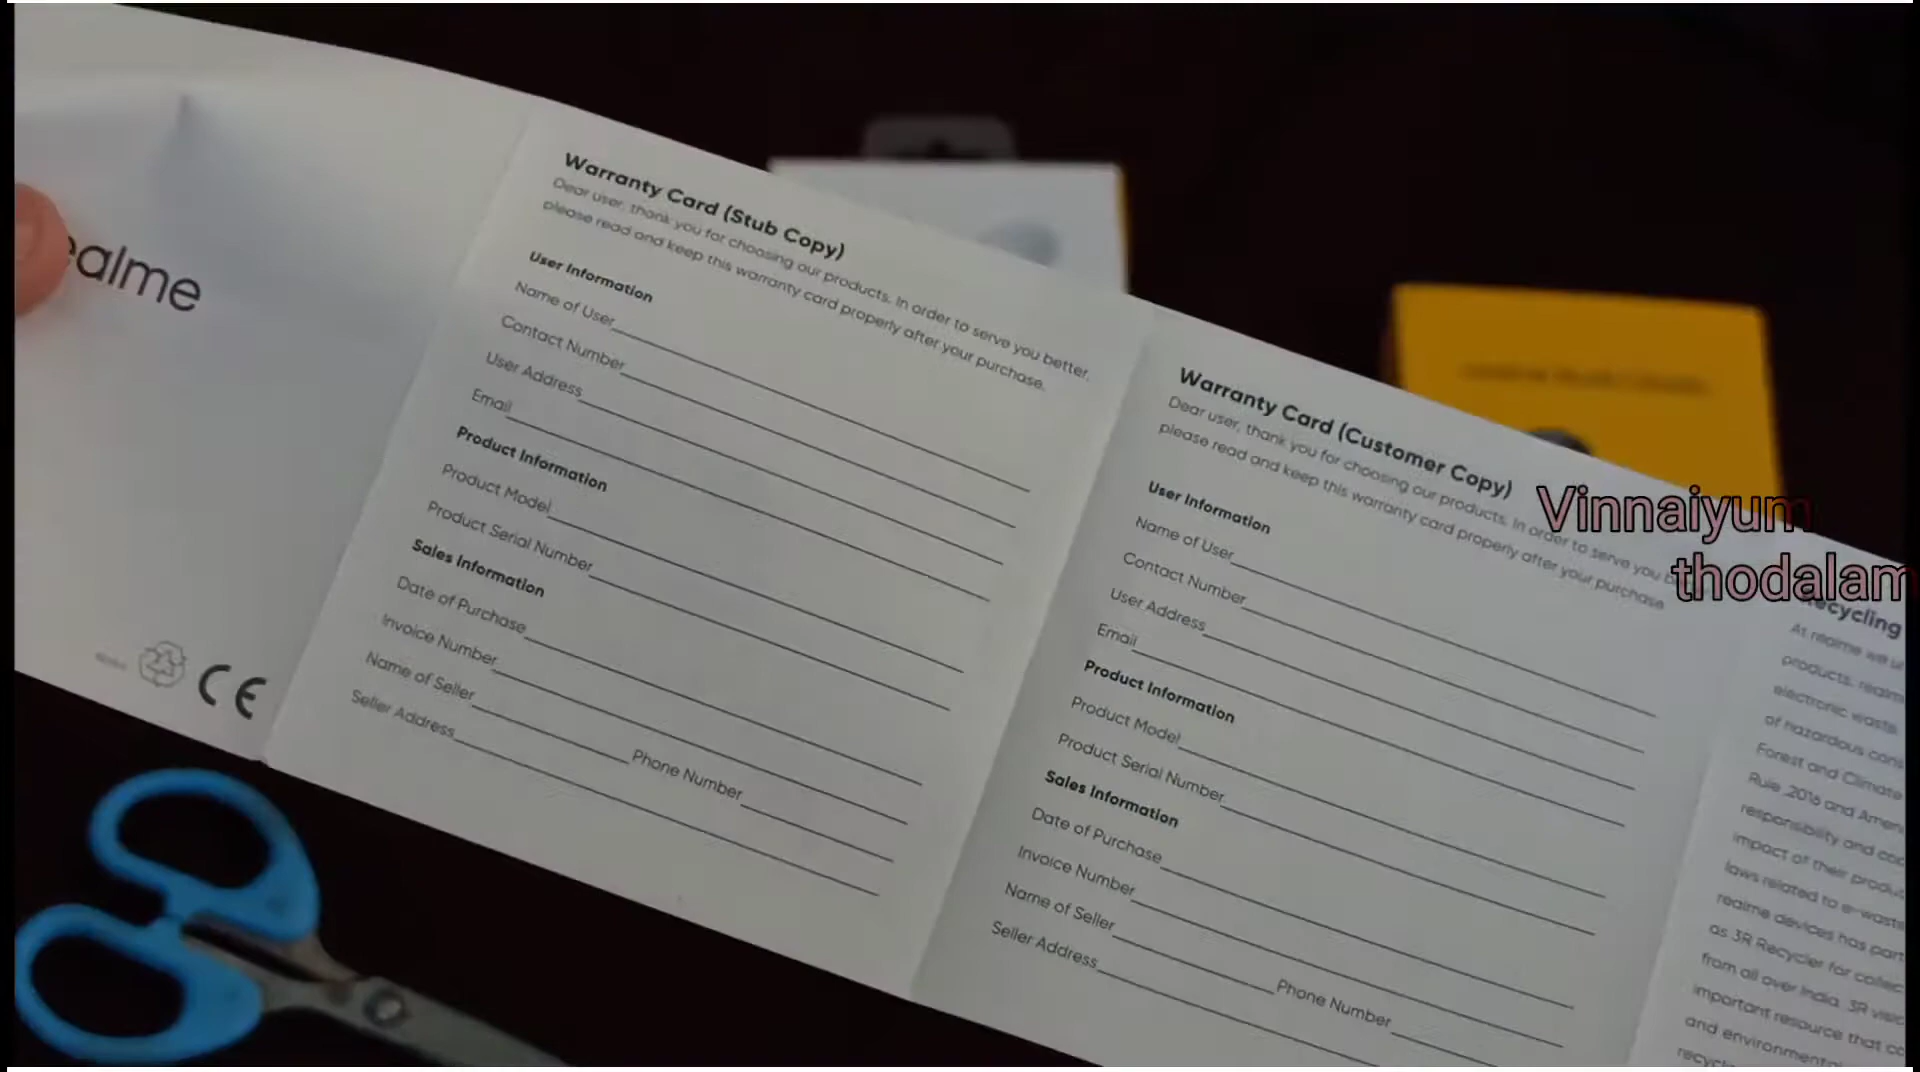 ealme
Warranty Card (Stub Copy)
Dear user, thank you for choosing our products. In order to serve you better,
please read and keep this warranty card properly after your purchase.
User Information
Name of User
Contact Number
User Address
Email
Product Information
Product Model
Product Serial Number
Sales Information
Date of Purchase
Invoice Number
Name of Seller
Phone Number
Seller Address
Warranty Card (Customer Copy)
Dear user, thank you for choosing our products. In order to serve you
please read and keep this warranty card properly after your purchase
User Information
Name of User
Contact Number
User Address
Email
Product Information
Product Model
Product Serial Number
Sales Information
Date of Purchase
Invoice Number
Name of Seller
Phone Number
Seller Address
Vinnaiyum
thodalam
ecycling
At realme we
products, 
electronic waste
of hazardous
Forest and Climate
Rule ,2016 and
responsibility and
impact of their
laws related to
realme devices has
as 3R Recycler for
from all over India. 3R
important resource that
and environmental